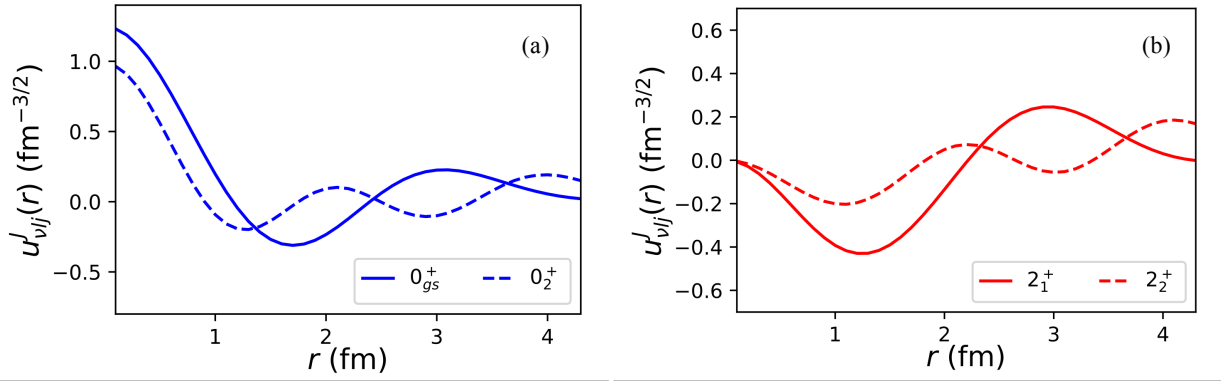 (a)
1.0
0.5
0.0
−0.5
u^J_{νlj}(r) (fm^{−3/2})
0^+_{gs} 0^+_2
1 2 3 4
r (fm)
(b)
0.6
0.4
0.2
0.0
−0.2
−0.4
−0.6
u^J_{νlj}(r) (fm^{−3/2})
2^+_1 2^+_2
1 2 3 4
r (fm)